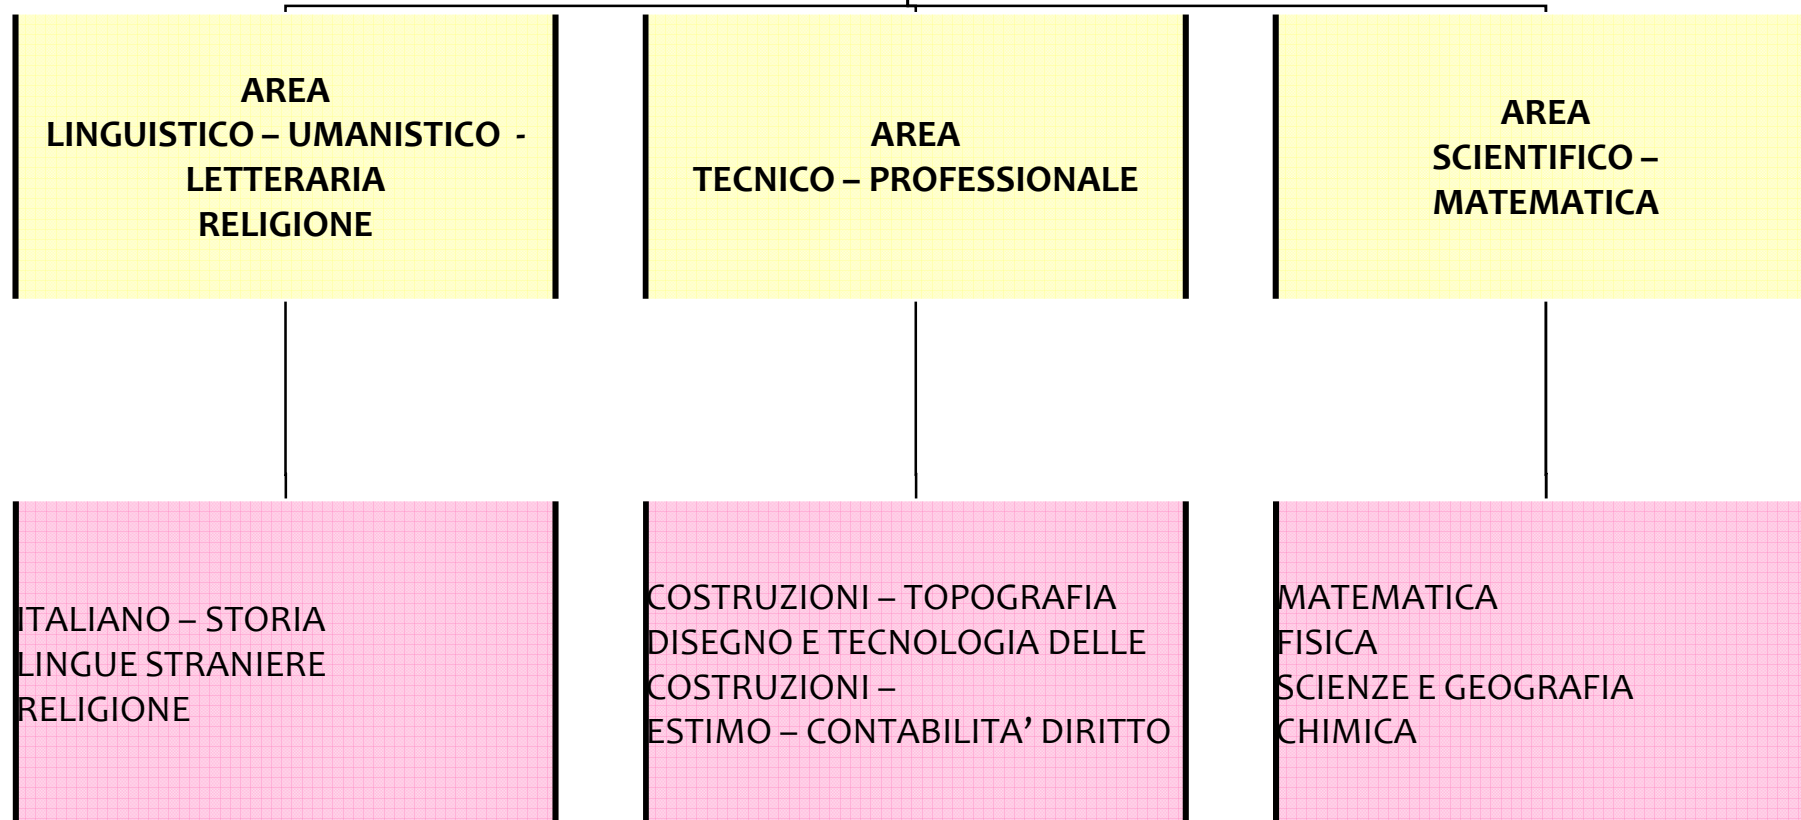 AREA
LINGUISTICO – UMANISTICO -
LETTERARIA
RELIGIONE
AREA
TECNICO – PROFESSIONALE
AREA
SCIENTIFICO –
MATEMATICA
ITALIANO – STORIA
LINGUE STRANIERE
RELIGIONE
COSTRUZIONI – TOPOGRAFIA
DISEGNO E TECNOLOGIA DELLE
COSTRUZIONI –
ESTIMO – CONTABILITA’ DIRITTO
MATEMATICA
FISICA
SCIENZE E GEOGRAFIA
CHIMICA